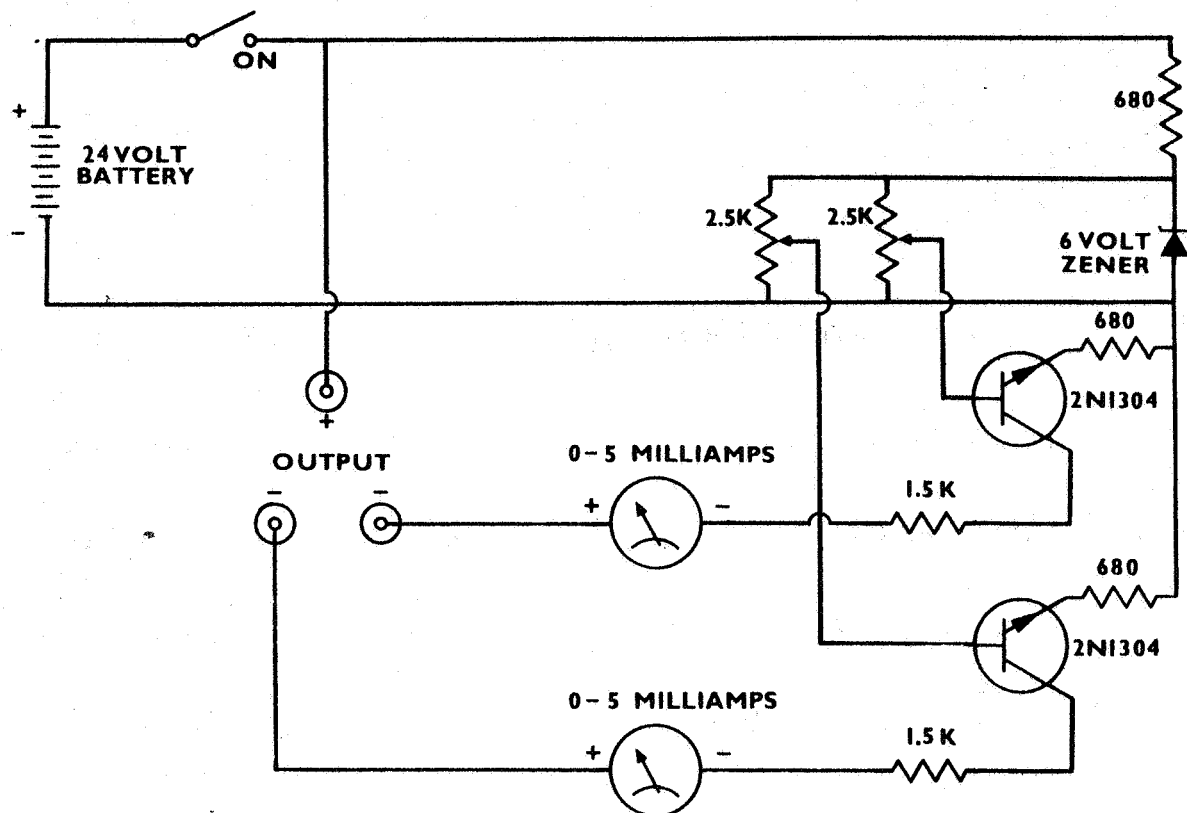 ON
+
24 VOLT
BATTERY
-
680
2.5K
2.5K
6 VOLT
ZENER
680
2N1304
+
OUTPUT
-
-
0-5 MILLIAMPS
+
-
1.5 K
680
2N1304
0-5 MILLIAMPS
+
-
1.5 K